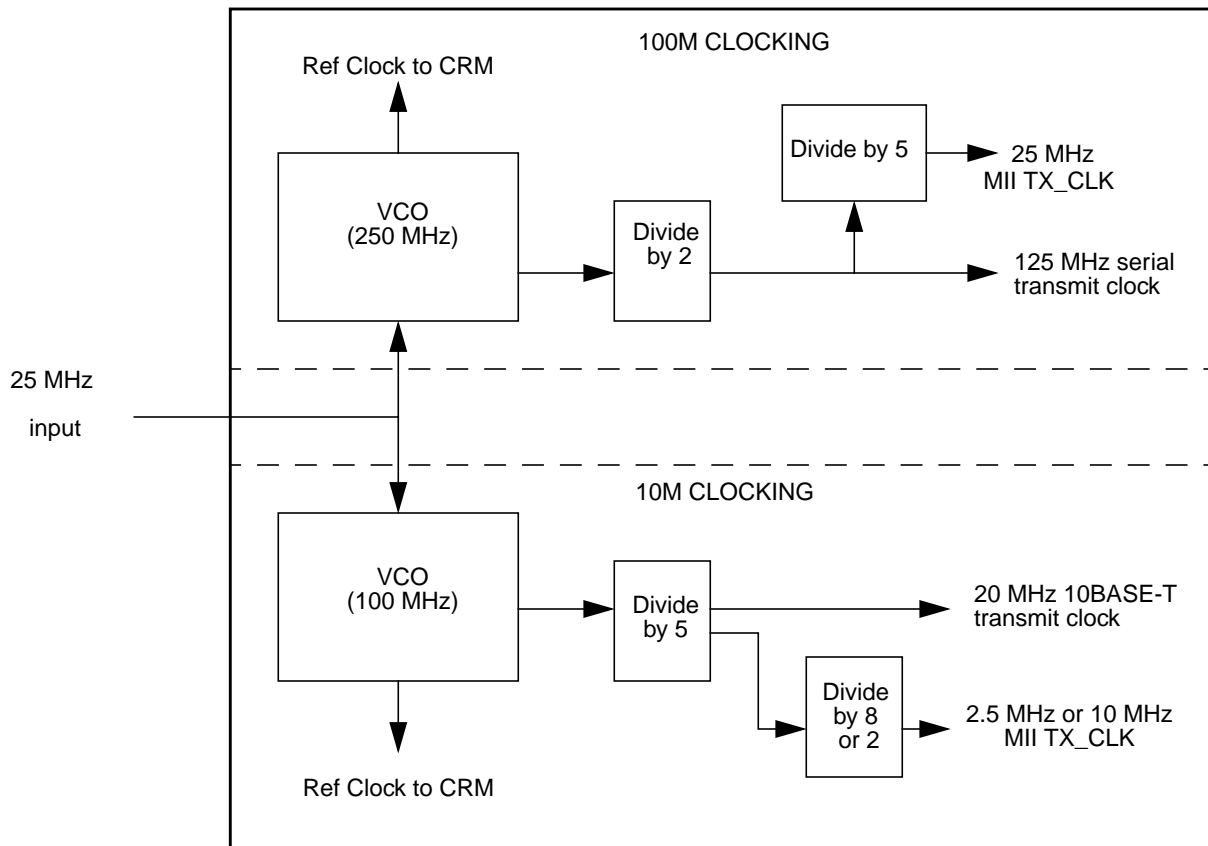 100M CLOCKING
Ref Clock to CRM
Divide by 5
25 MHz
MII TX_CLK
VCO
(250 MHz)
Divide
by 2
125 MHz serial
transmit clock
25 MHz
input
10M CLOCKING
VCO
(100 MHz)
Divide
by 5
20 MHz 10BASE-T
transmit clock
Divide
by 8
or 2
2.5 MHz or 10 MHz
MII TX_CLK
Ref Clock to CRM